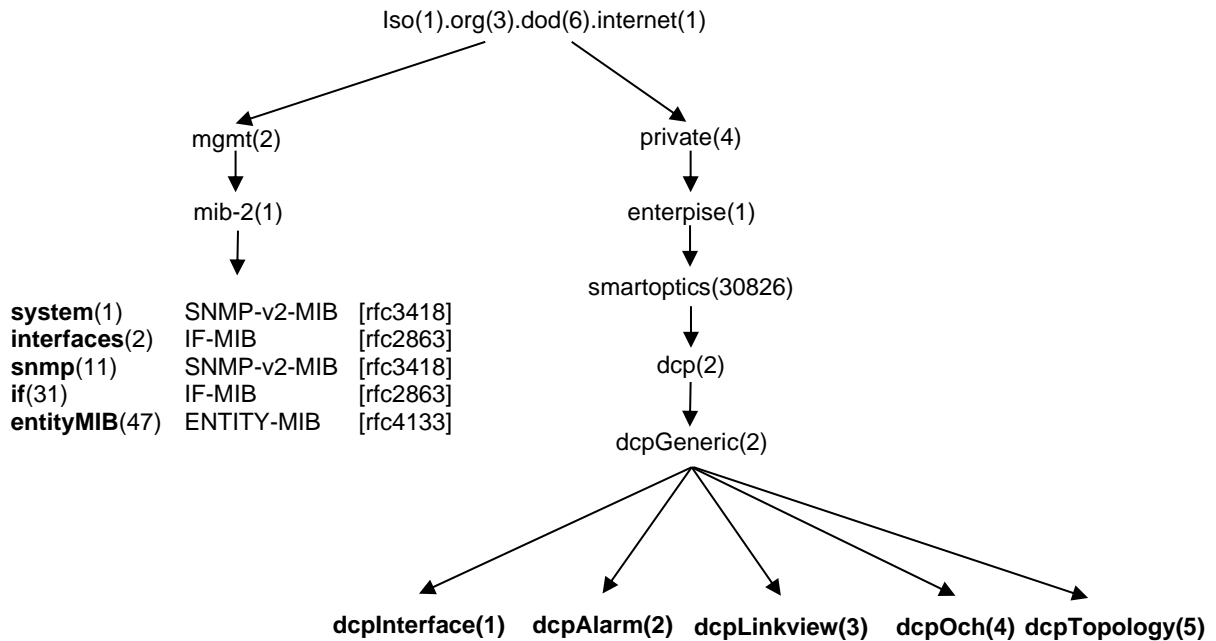 Iso(1).org(3).dod(6).internet(1)
mgmt(2)
private(4)
mib-2(1)
enterpise(1)
smartoptics(30826)
system(1) SNMP-v2-MIB [rfc3418]
interfaces(2) IF-MIB [rfc2863]
snmp(11) SNMP-v2-MIB [rfc3418]
if(31) IF-MIB [rfc2863]
entityMIB(47) ENTITY-MIB [rfc4133]
dcp(2)
dcpGeneric(2)
dcpInterface(1) dcpAlarm(2) dcpLinkview(3) dcpOch(4) dcpTopology(5)